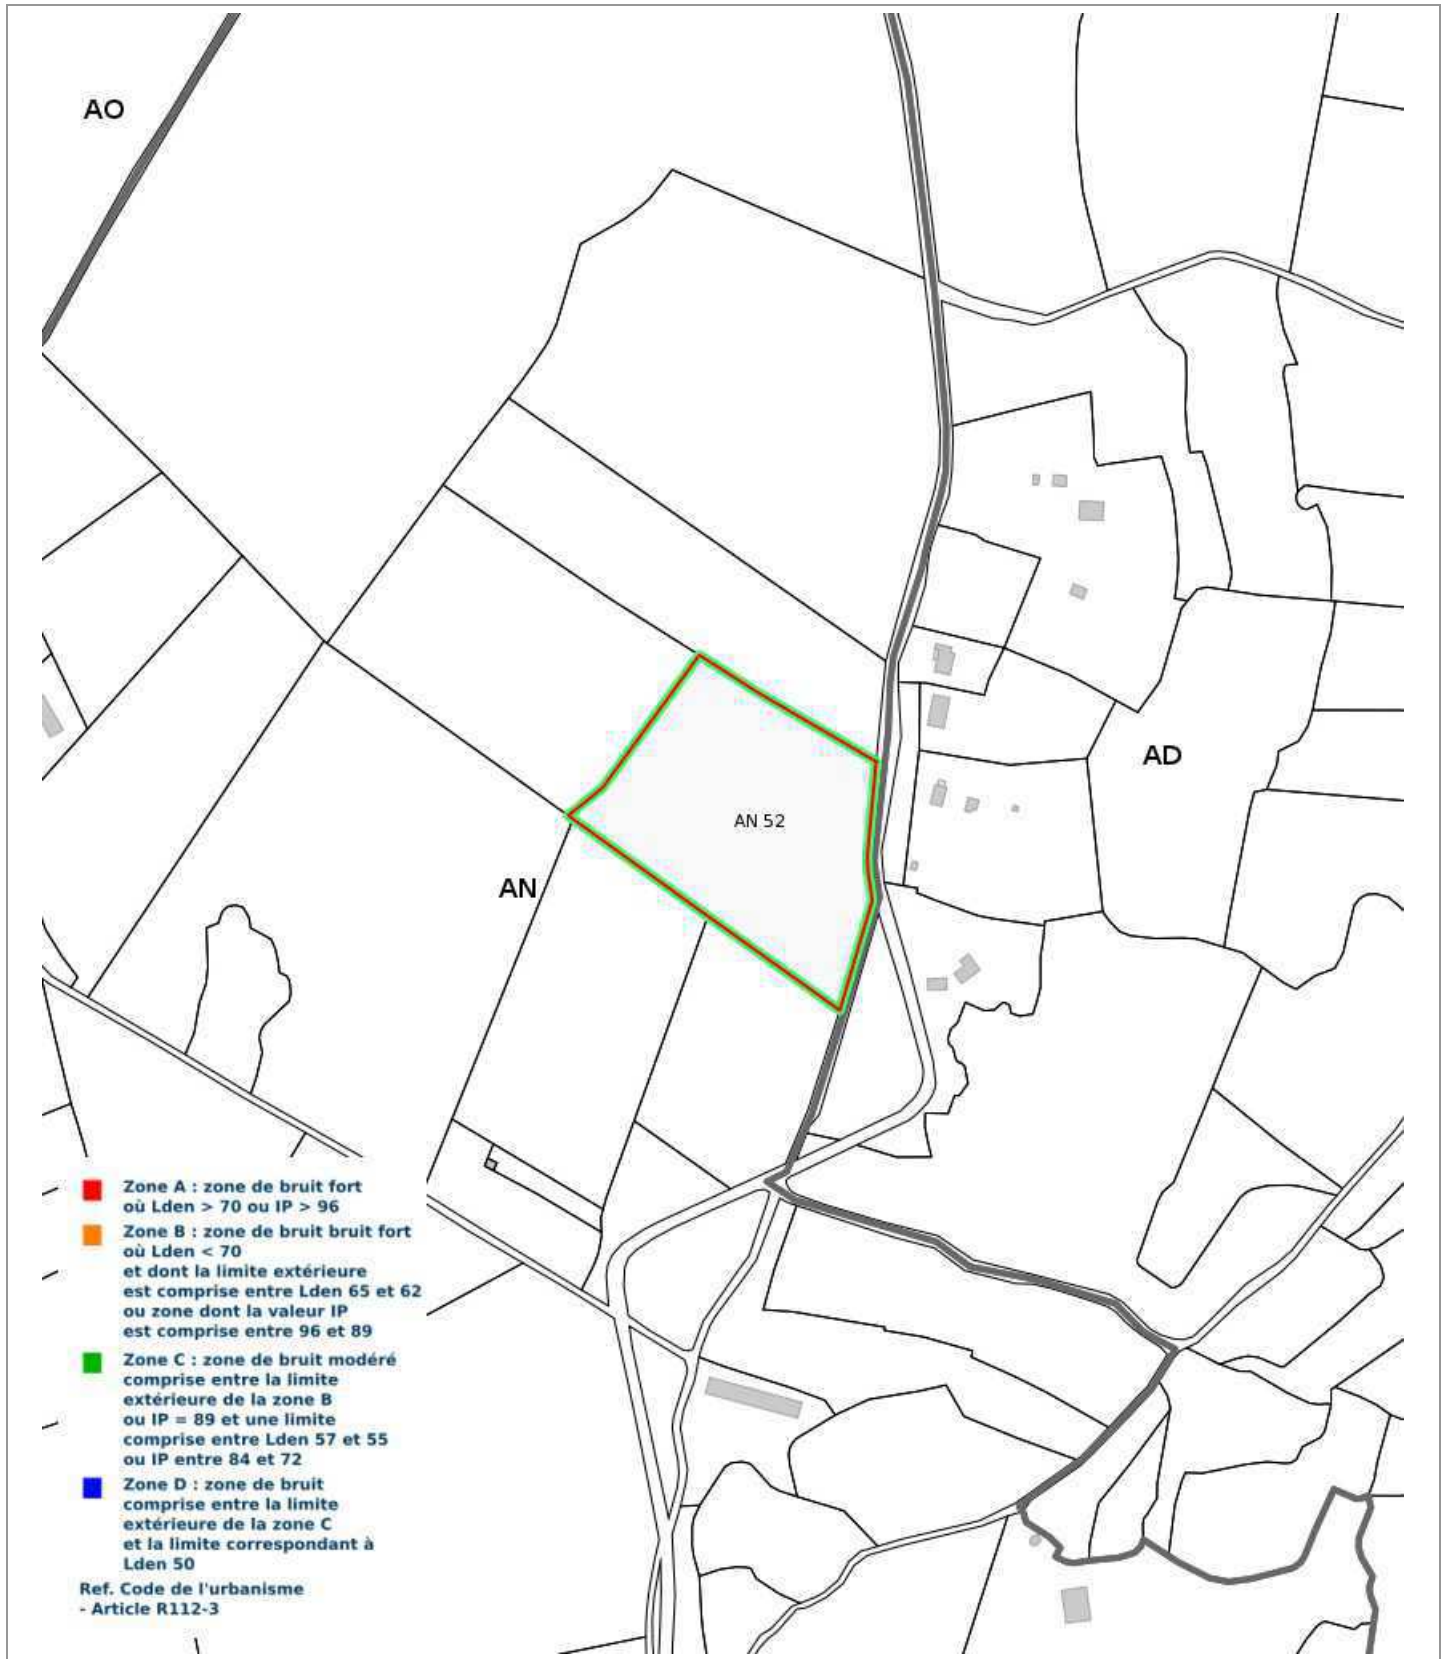 AO
AD
AN 52
AN
Zone A : zone de bruit fort
où Lden > 70 ou IP > 96
Zone B : zone de bruit bruit fort
où Lden < 70
et dont la limite extérieure
est comprise entre Lden 65 et 62
ou zone dont la valeur IP
est comprise entre 96 et 89
Zone C : zone de bruit modéré
comprise entre la limite
extérieure de la zone B
ou IP = 89 et une limite
comprise entre Lden 57 et 55
ou IP entre 84 et 72
Zone D : zone de bruit
comprise entre la limite
extérieure de la zone C
et la limite correspondant à
Lden 50
Ref. Code de l'urbanisme
- Article R112-3